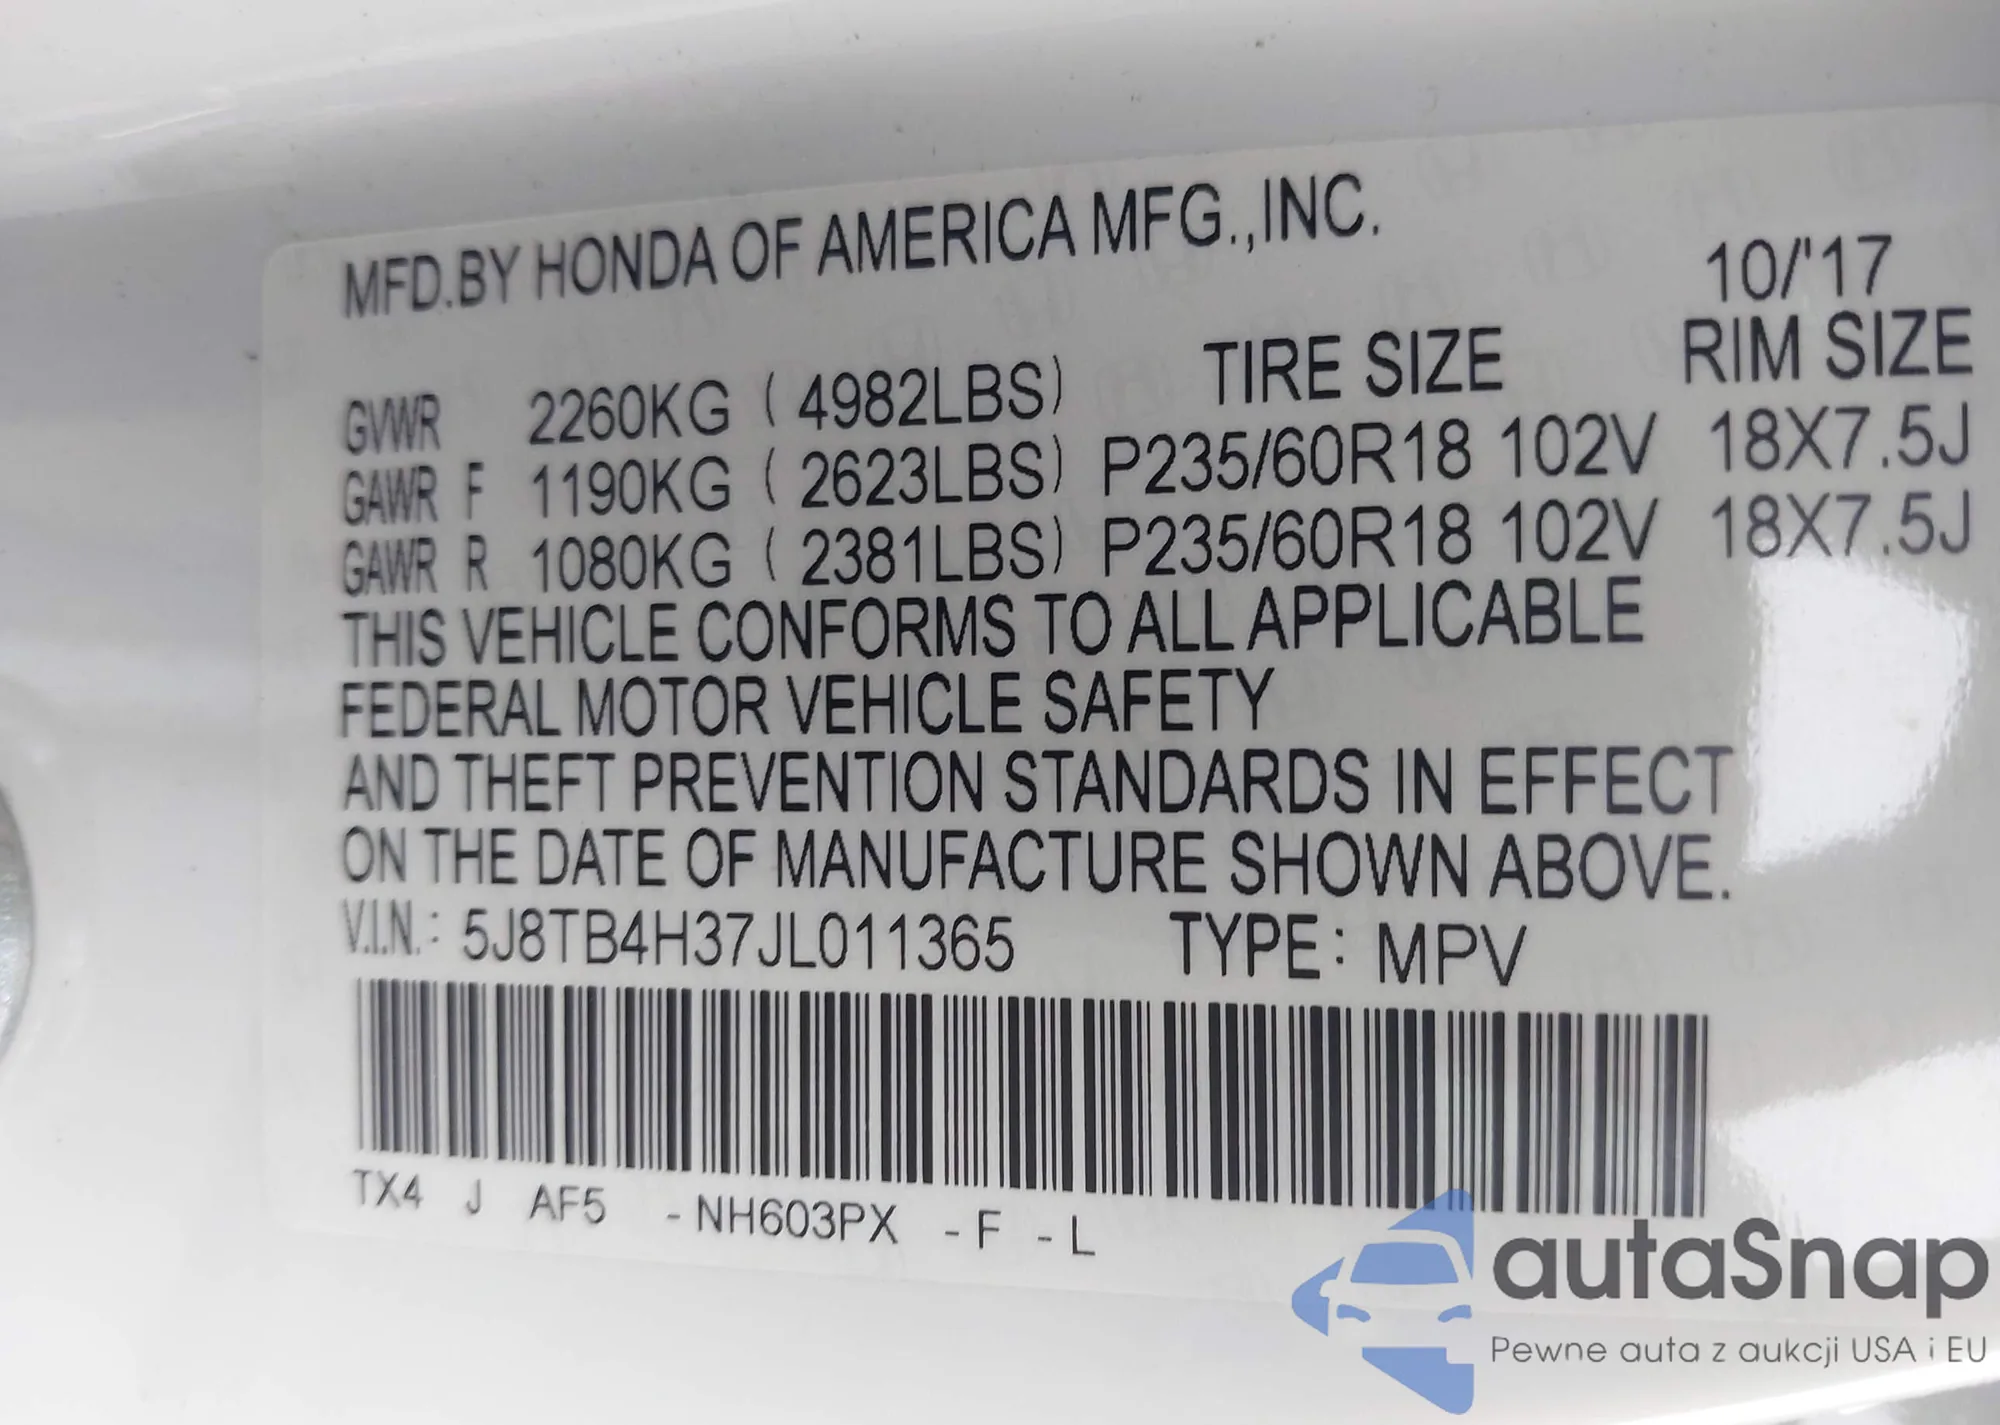 MFD.BY HONDA OF AMERICA MFG.,INC.
10/'17
TIRE SIZE RIM SIZE
GVWR 2260KG ( 4982LBS)
GAWR F 1190KG ( 2623LBS) P235/60R18 102V 18X7.5J
GAWR R 1080KG ( 2381LBS) P235/60R18 102V 18X7.5J
THIS VEHICLE CONFORMS TO ALL APPLICABLE
FEDERAL MOTOR VEHICLE SAFETY
AND THEFT PREVENTION STANDARDS IN EFFECT
ON THE DATE OF MANUFACTURE SHOWN ABOVE.
V.I.N.: 5J8TB4H37JL011365 TYPE: MPV
TX4 J AF5 -NH603PX -F -L
autaSnap
Pewne auta z aukcji USA i EU